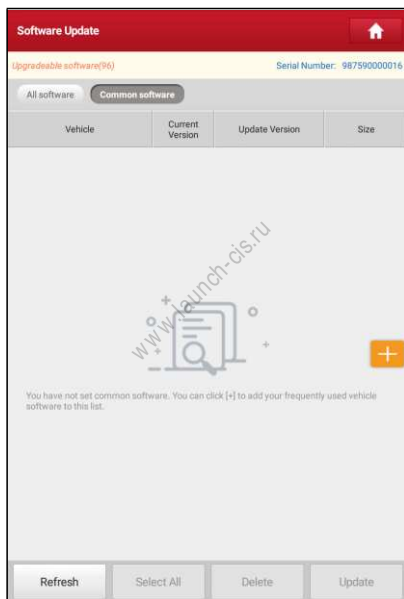 Software Update
Upgradeable software(96)
Serial Number: 987590000016
All software
Common software
Vehicle
Current
Version
Update Version
Size
www.launch-cis.ru
You have not set common software. You can click [+] to add your frequently used vehicle
software to this list.
Refresh
Select All
Delete
Update